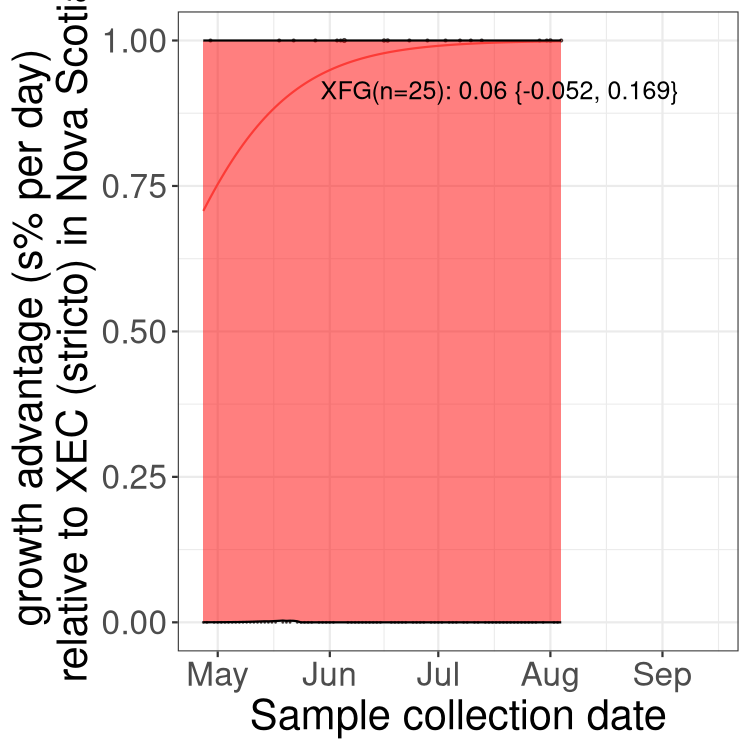 growth advantage (s% per day)
relative to XEC (stricto) in Nova Scotia
1.00
0.75
0.50
0.25
0.00
XFG(n=25): 0.06 {-0.052, 0.169}
May Jun Jul Aug Sep
Sample collection date